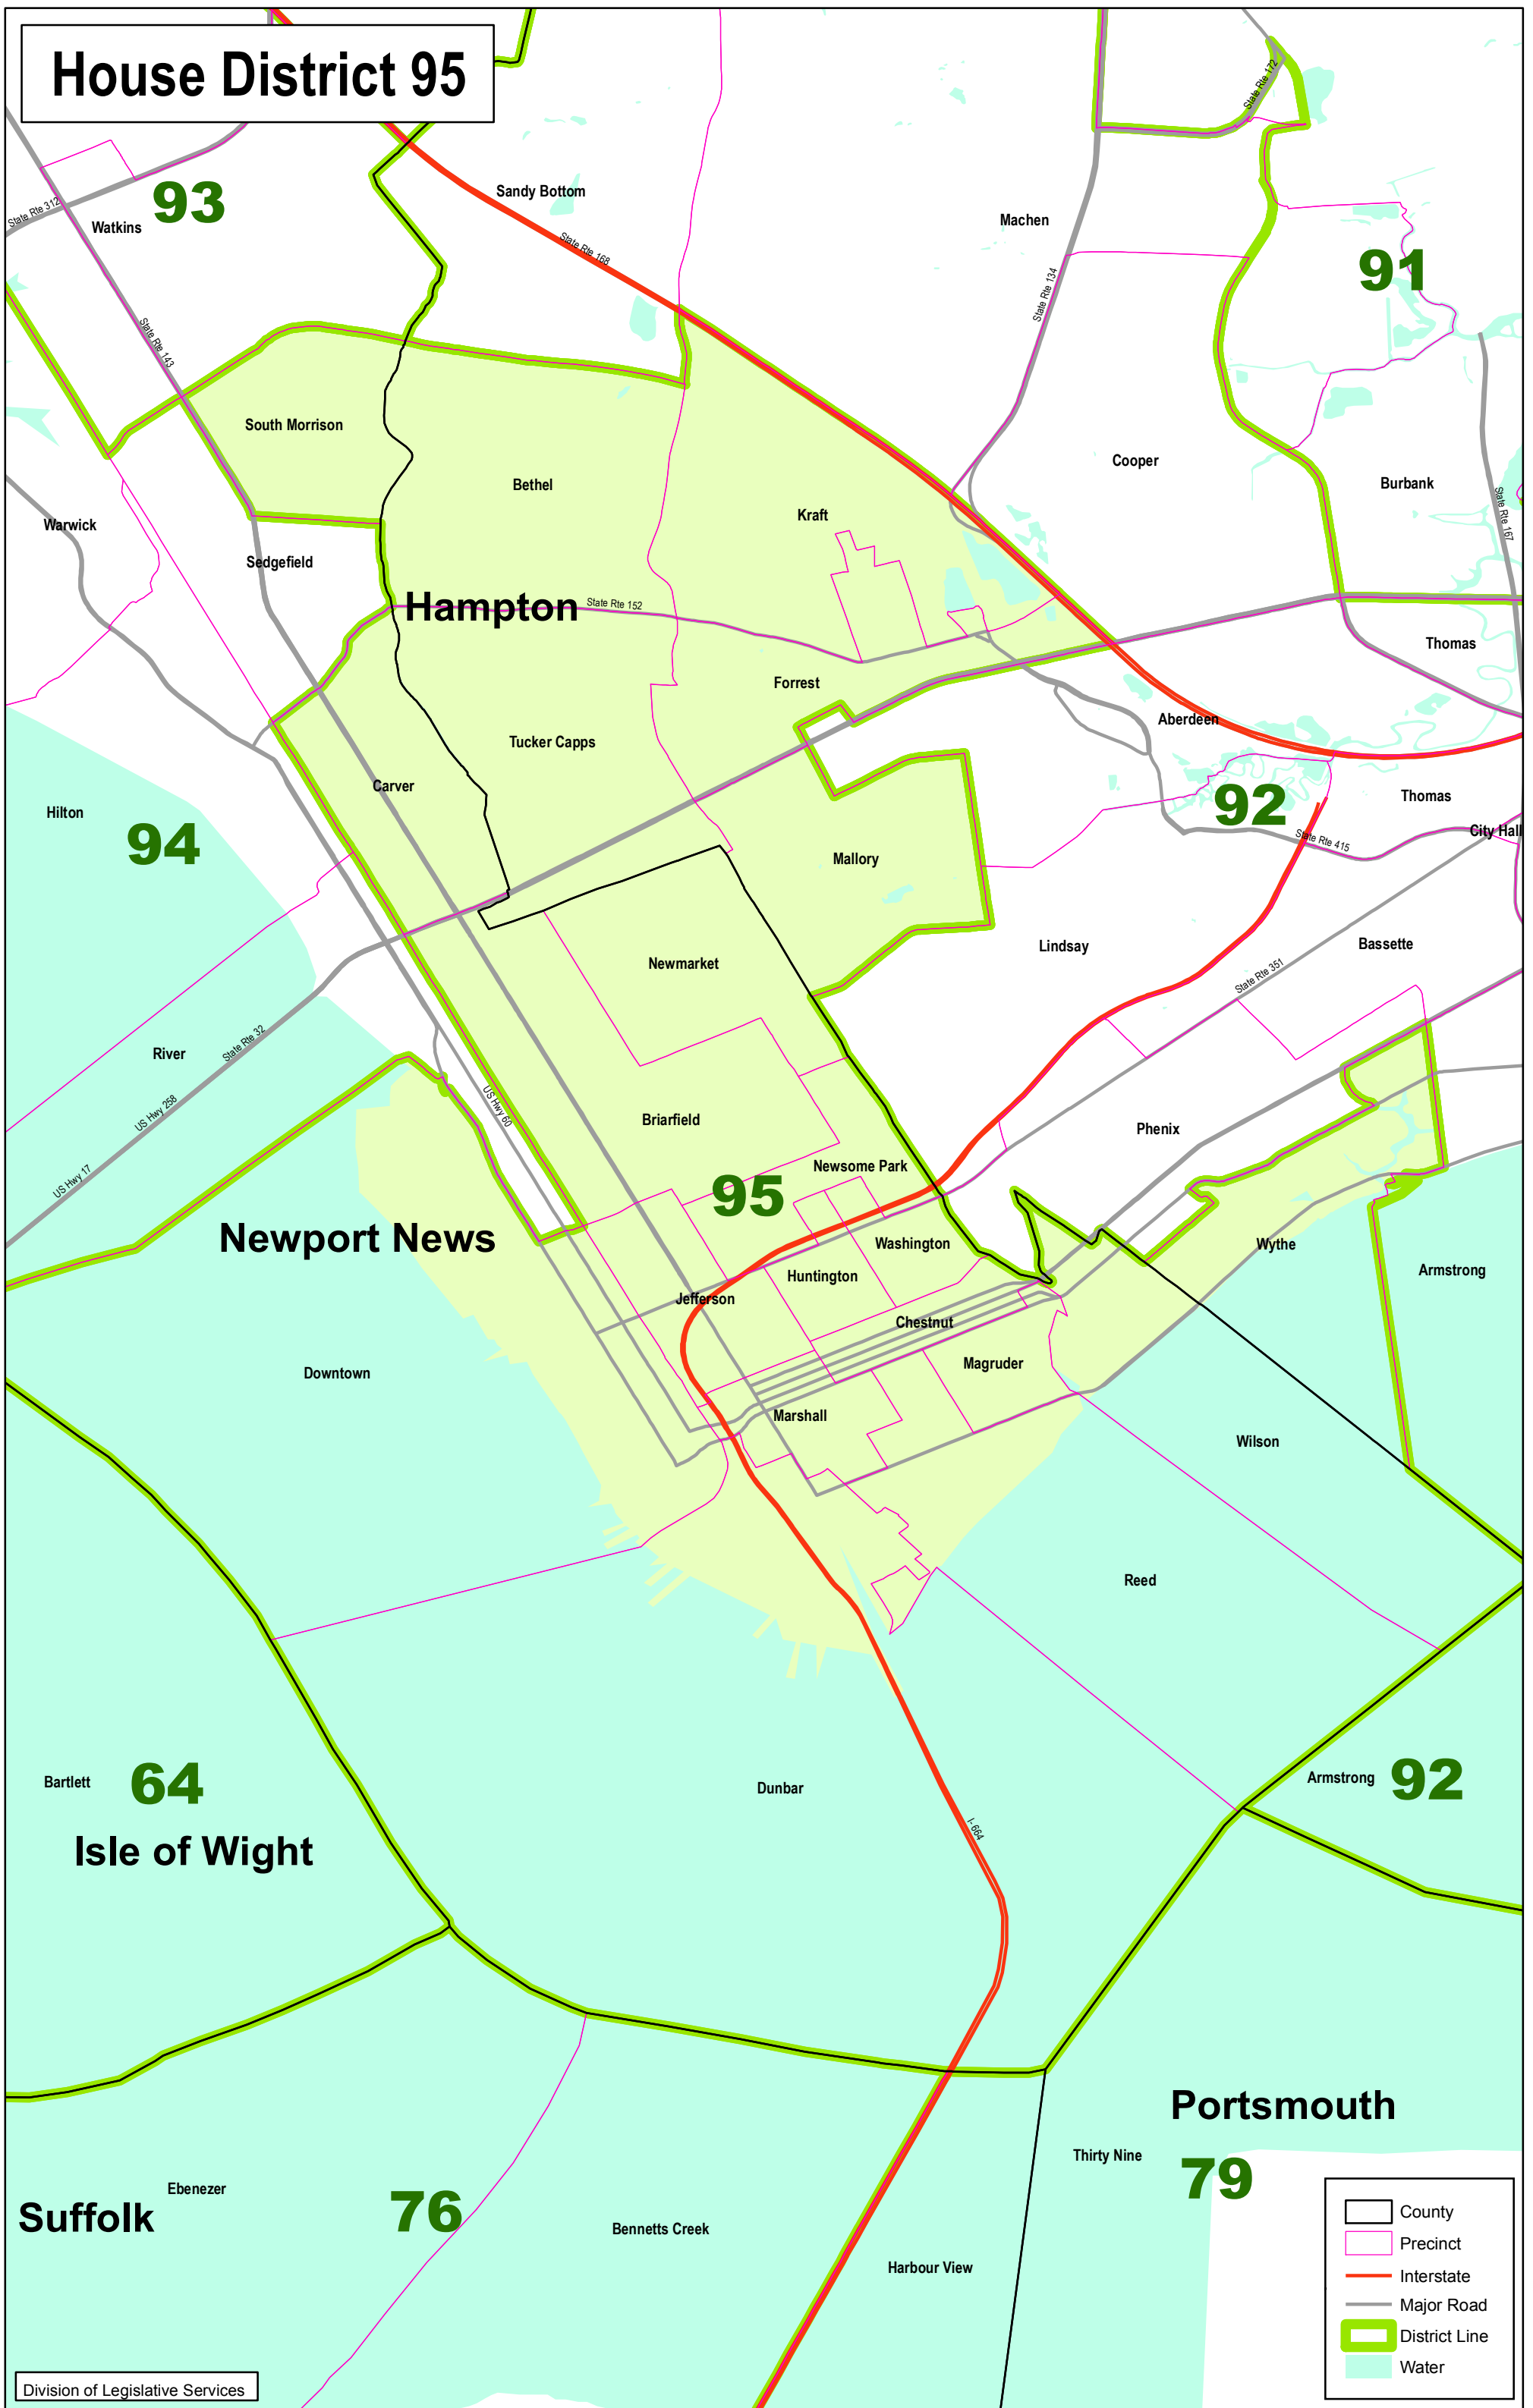 House District 95
State Rte 172
Sandy Bottom
93
State Rte 312
Watkins
Machen
State Rte 168
91
State Rte 134
State Rte 143
South Morrison
Cooper
Bethel
Burbank
Kraft
Warwick
State Rte 167
Sedgefield
Hampton
State Rte 152
Thomas
Forrest
Aberdeen
Tucker Capps
Carver
Thomas
92
Hilton
City Hall
94
State Rte 415
Mallory
Lindsay
Bassette
Newmarket
State Rte 351
State Rte 32
River
US Hwy 258
US Hwy 60
Briarfield
Phenix
Newsome Park
US Hwy 17
95
Newport News
Washington
Wythe
Armstrong
Huntington
Jefferson
Chestnut
Downtown
Magruder
Marshall
Wilson
Reed
Bartlett
64
Dunbar
Armstrong
92
I-664
Isle of Wight
Portsmouth
Thirty Nine
79
Ebenezer
76
Suffolk
Bennetts Creek
Harbour View
County
Precinct
Interstate
Major Road
District Line
Water
Division of Legislative Services